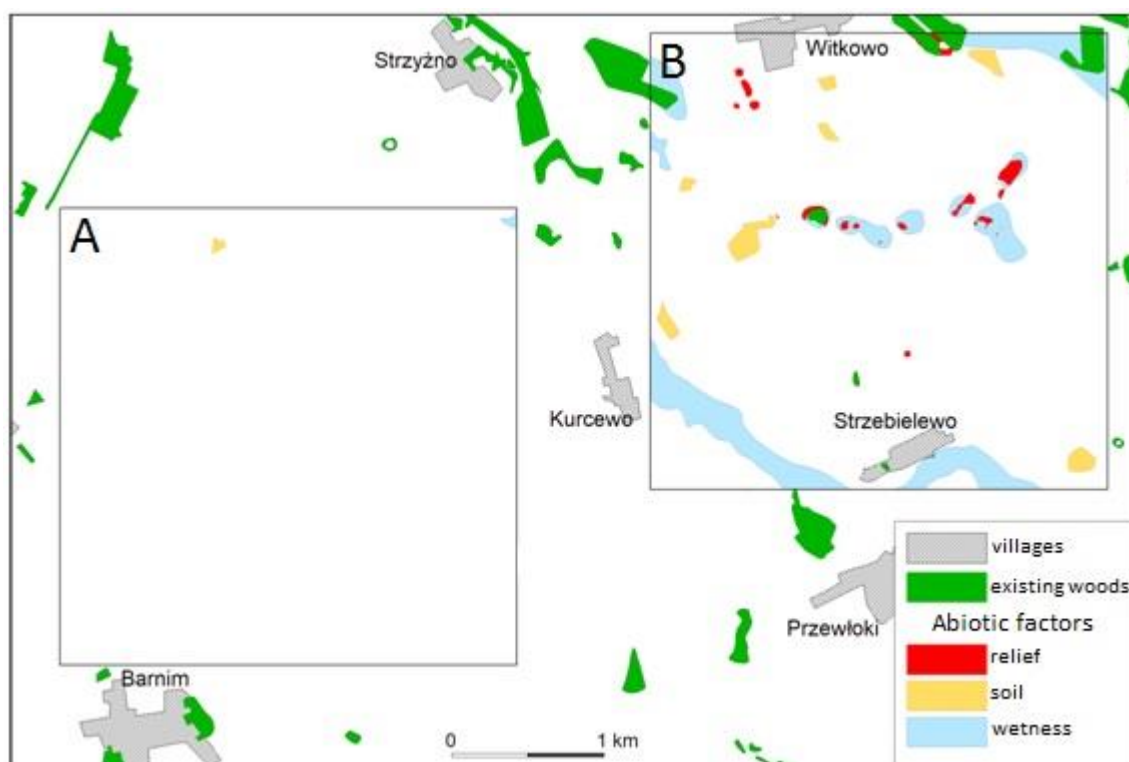 Strzyżno
Witkowo
B
A
Kurcewo
Strzebielewo
Przewłoki
Barnim
0 1 km
villages
existing woods
Abiotic factors
relief
soil
wetness